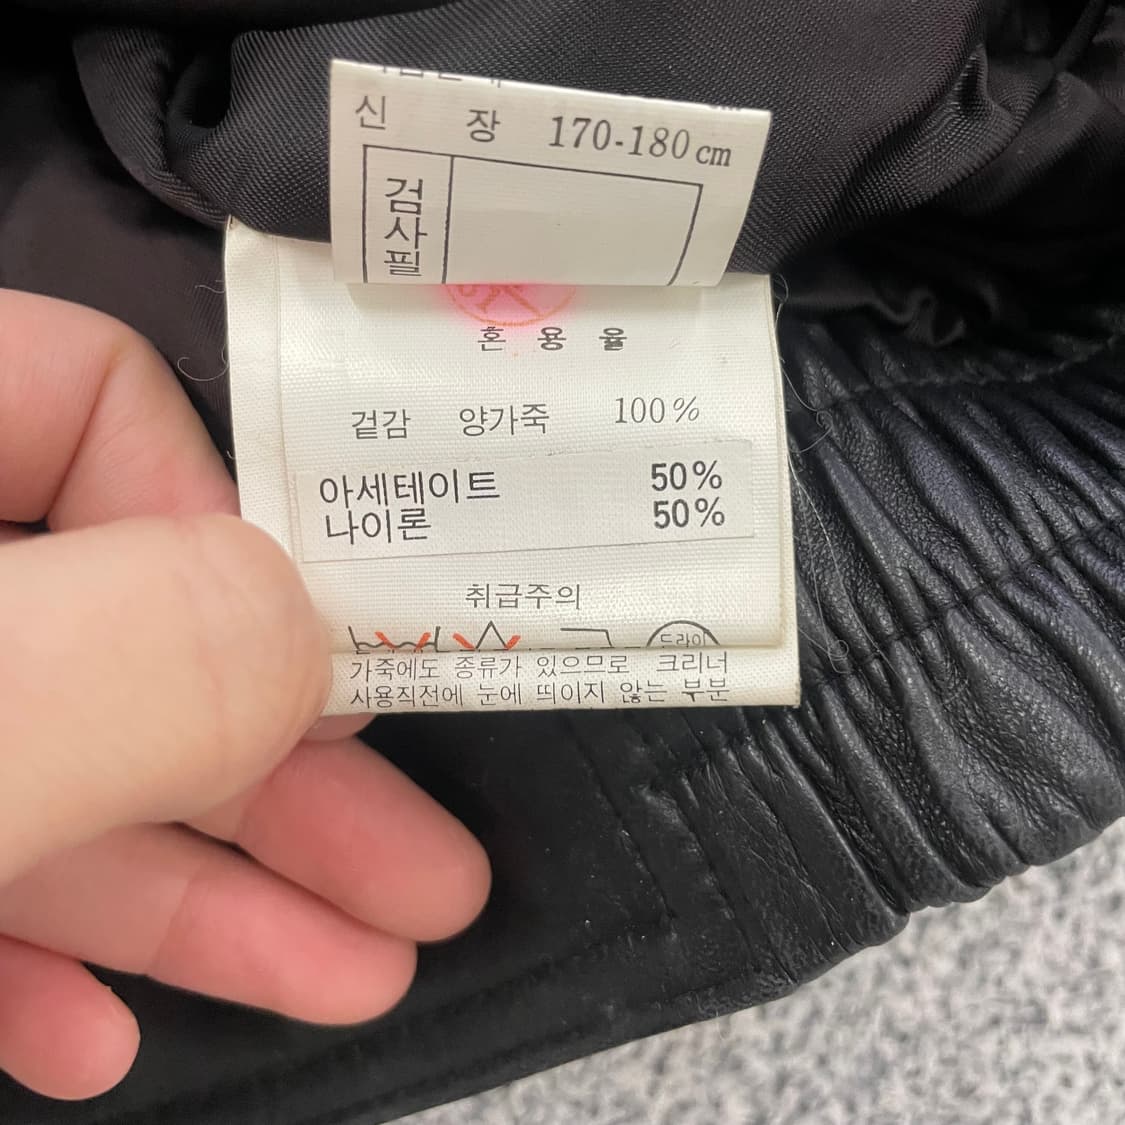 신 장 170-180 cm
검사필
혼 용 율
겉감 양가죽 100%
아세테이트 50%
나이론 50%
취급주의
드라이
가죽에도 종류가 있으므로 크리너
사용직전에 눈에 띄이지 않는 부분